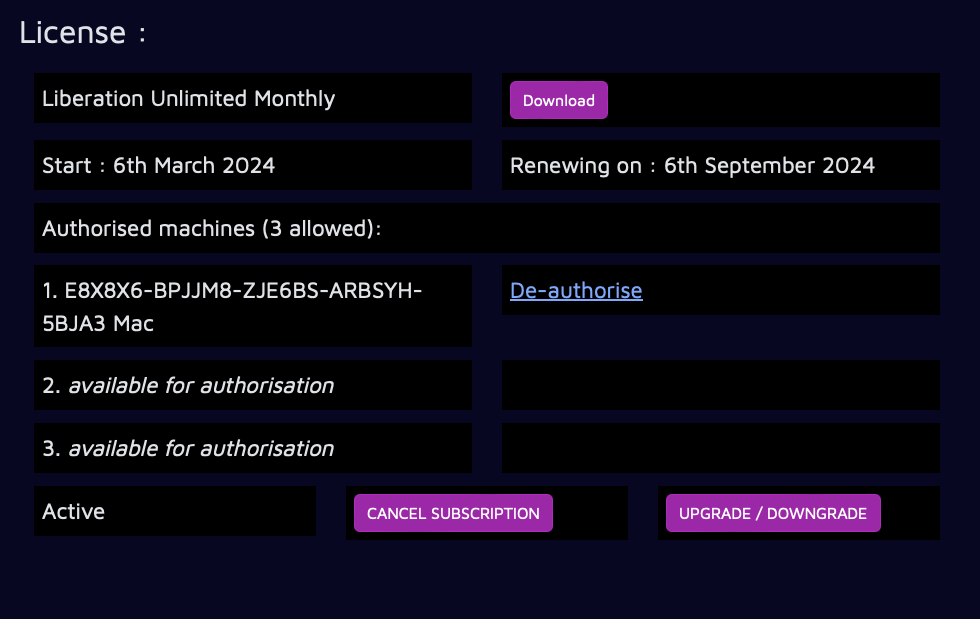 License :
Liberation Unlimited Monthly
Download
Start : 6th March 2024
Renewing on : 6th September 2024
Authorised machines (3 allowed):
1. E8X8X6-BPJJM8-ZJE6BS-ARBSYH-
5BJA3 Mac
De-authorise
2. available for authorisation
3. available for authorisation
Active
CANCEL SUBSCRIPTION
UPGRADE / DOWNGRADE